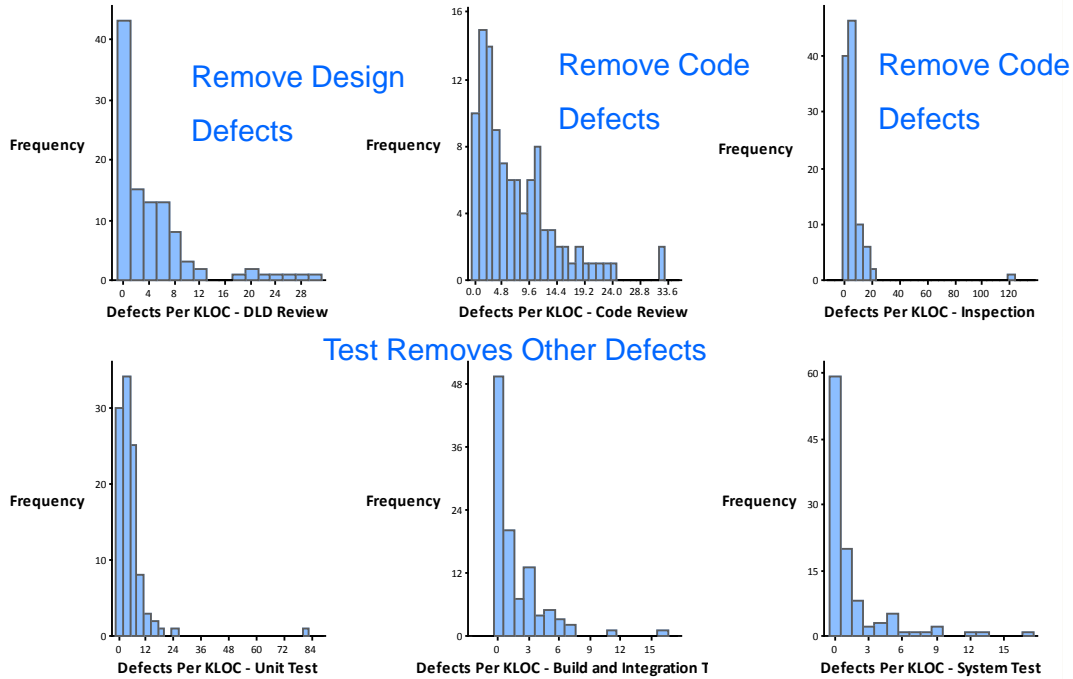 Remove Design
Defects
Frequency
40
30
20
10
0
0 4 8 12 16 20 24 28
Defects Per KLOC - DLD Review
Remove Code
Defects
Frequency
16
12
8
4
0
0.0 4.8 9.6 14.4 19.2 24.0 28.8 33.6
Defects Per KLOC - Code Review
Remove Code
Defects
Frequency
40
30
20
10
0
0 20 40 60 80 100 120
Defects Per KLOC - Inspection
Test Removes Other Defects
Frequency
30
20
10
0
0 12 24 36 48 60 72 84
Defects Per KLOC - Unit Test
Frequency
48
36
24
12
0
0 3 6 9 12 15
Defects Per KLOC - Build and Integration T
Frequency
60
45
30
15
0
0 3 6 9 12 15
Defects Per KLOC - System Test